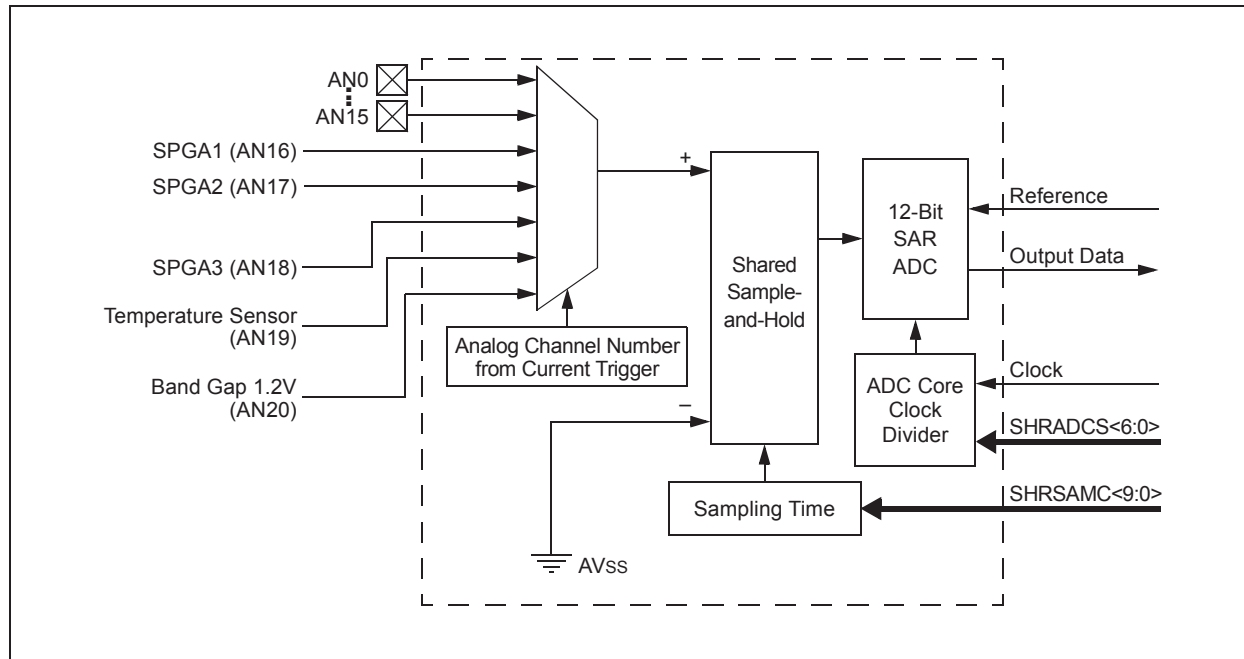 AN0
AN15
SPGA1 (AN16)
SPGA2 (AN17)
SPGA3 (AN18)
Temperature Sensor
(AN19)
Band Gap 1.2V
(AN20)
Analog Channel Number
from Current Trigger
+
–
AVSS
Shared
Sample-
and-Hold
Sampling Time
12-Bit
SAR
ADC
ADC Core
Clock
Divider
Reference
Output Data
Clock
SHRADCS<6:0>
SHRSAMC<9:0>